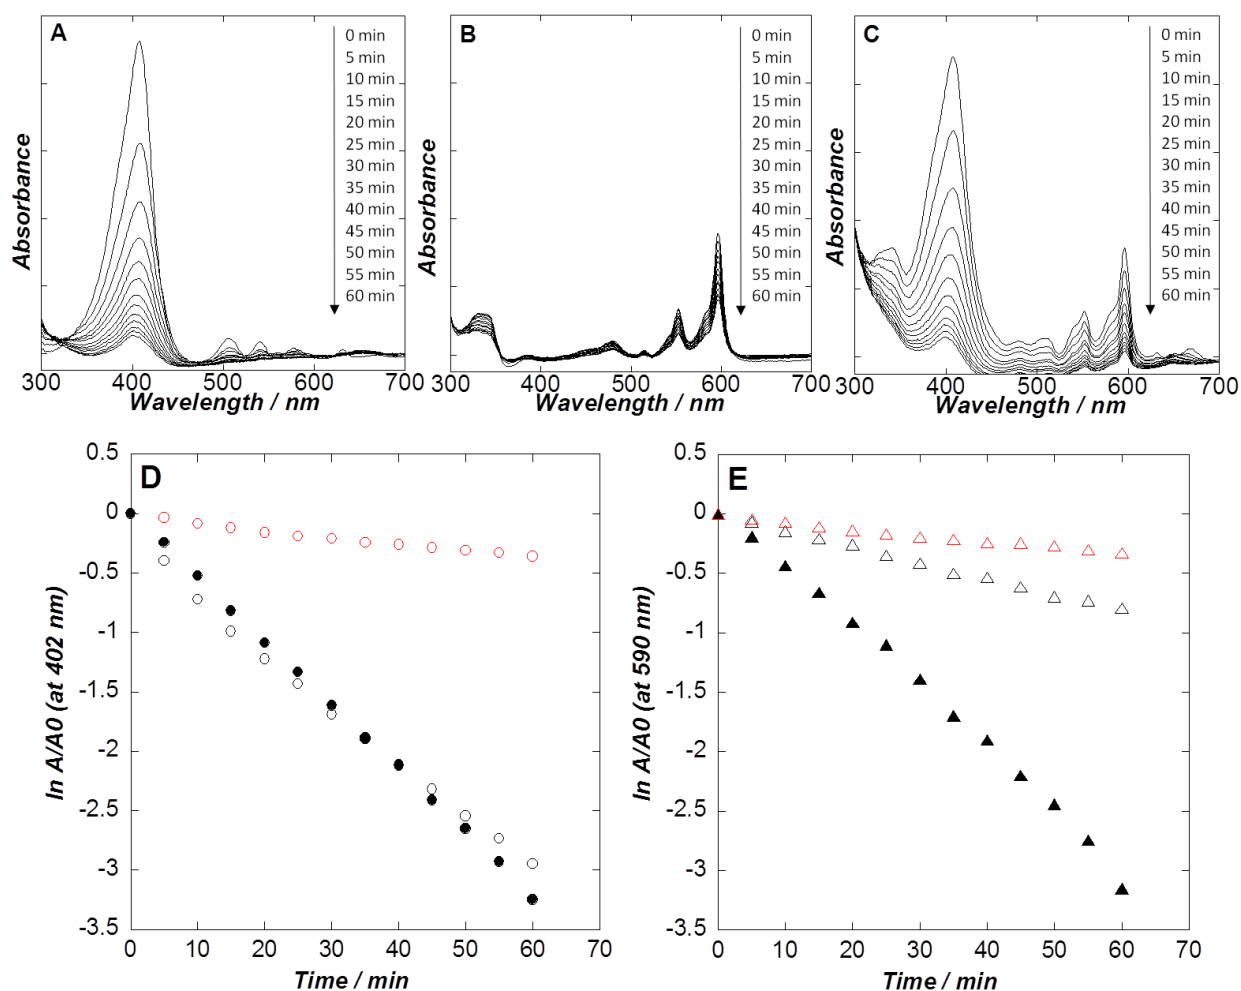 A
0 min
5 min
10 min
15 min
20 min
25 min
30 min
35 min
40 min
45 min
50 min
55 min
60 min
Absorbance
300 400 500 600 700
Wavelength / nm
B
0 min
5 min
10 min
15 min
20 min
25 min
30 min
35 min
40 min
45 min
50 min
55 min
60 min
Absorbance
300 400 500 600 700
Wavelength / nm
C
0 min
5 min
10 min
15 min
20 min
25 min
30 min
35 min
40 min
45 min
50 min
55 min
60 min
Absorbance
300 400 500 600 700
Wavelength / nm
D
ln A/A0 (at 402 nm)
0.5
0
-0.5
-1
-1.5
-2
-2.5
-3
-3.5
0 10 20 30 40 50 60 70
Time / min
E
ln A/A0 (at 590 nm)
0.5
0
-0.5
-1
-1.5
-2
-2.5
-3
-3.5
0 10 20 30 40 50 60 70
Time / min